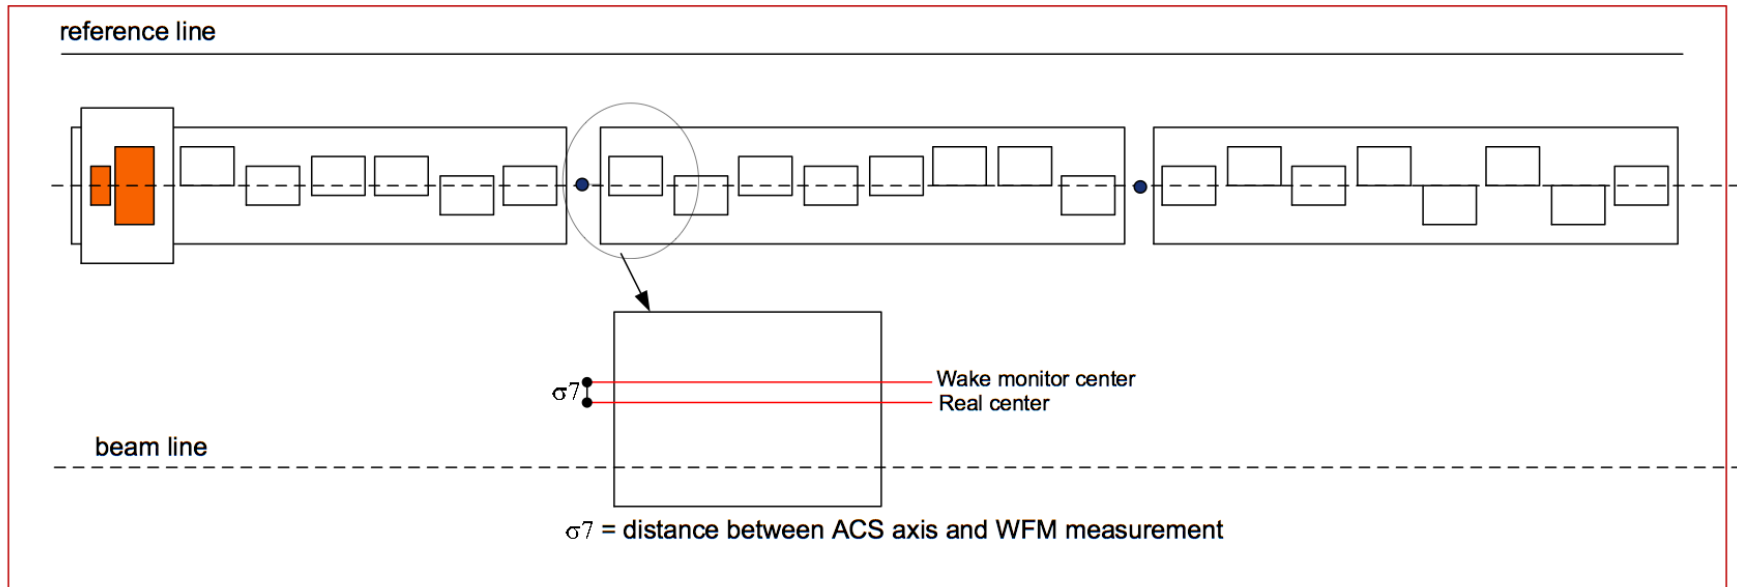 reference line
σ7
Wake monitor center
Real center
beam line
σ7 = distance between ACS axis and WFM measurement